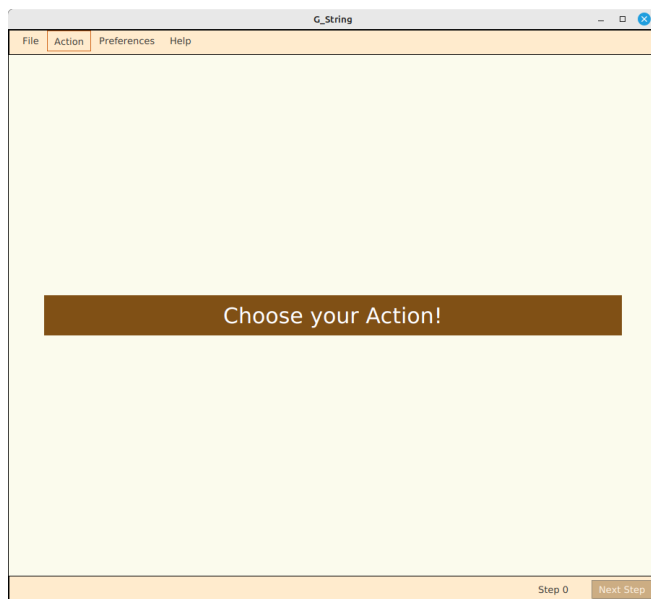 G_String
File Action Preferences Help
Choose your Action!
Step 0 Next Step